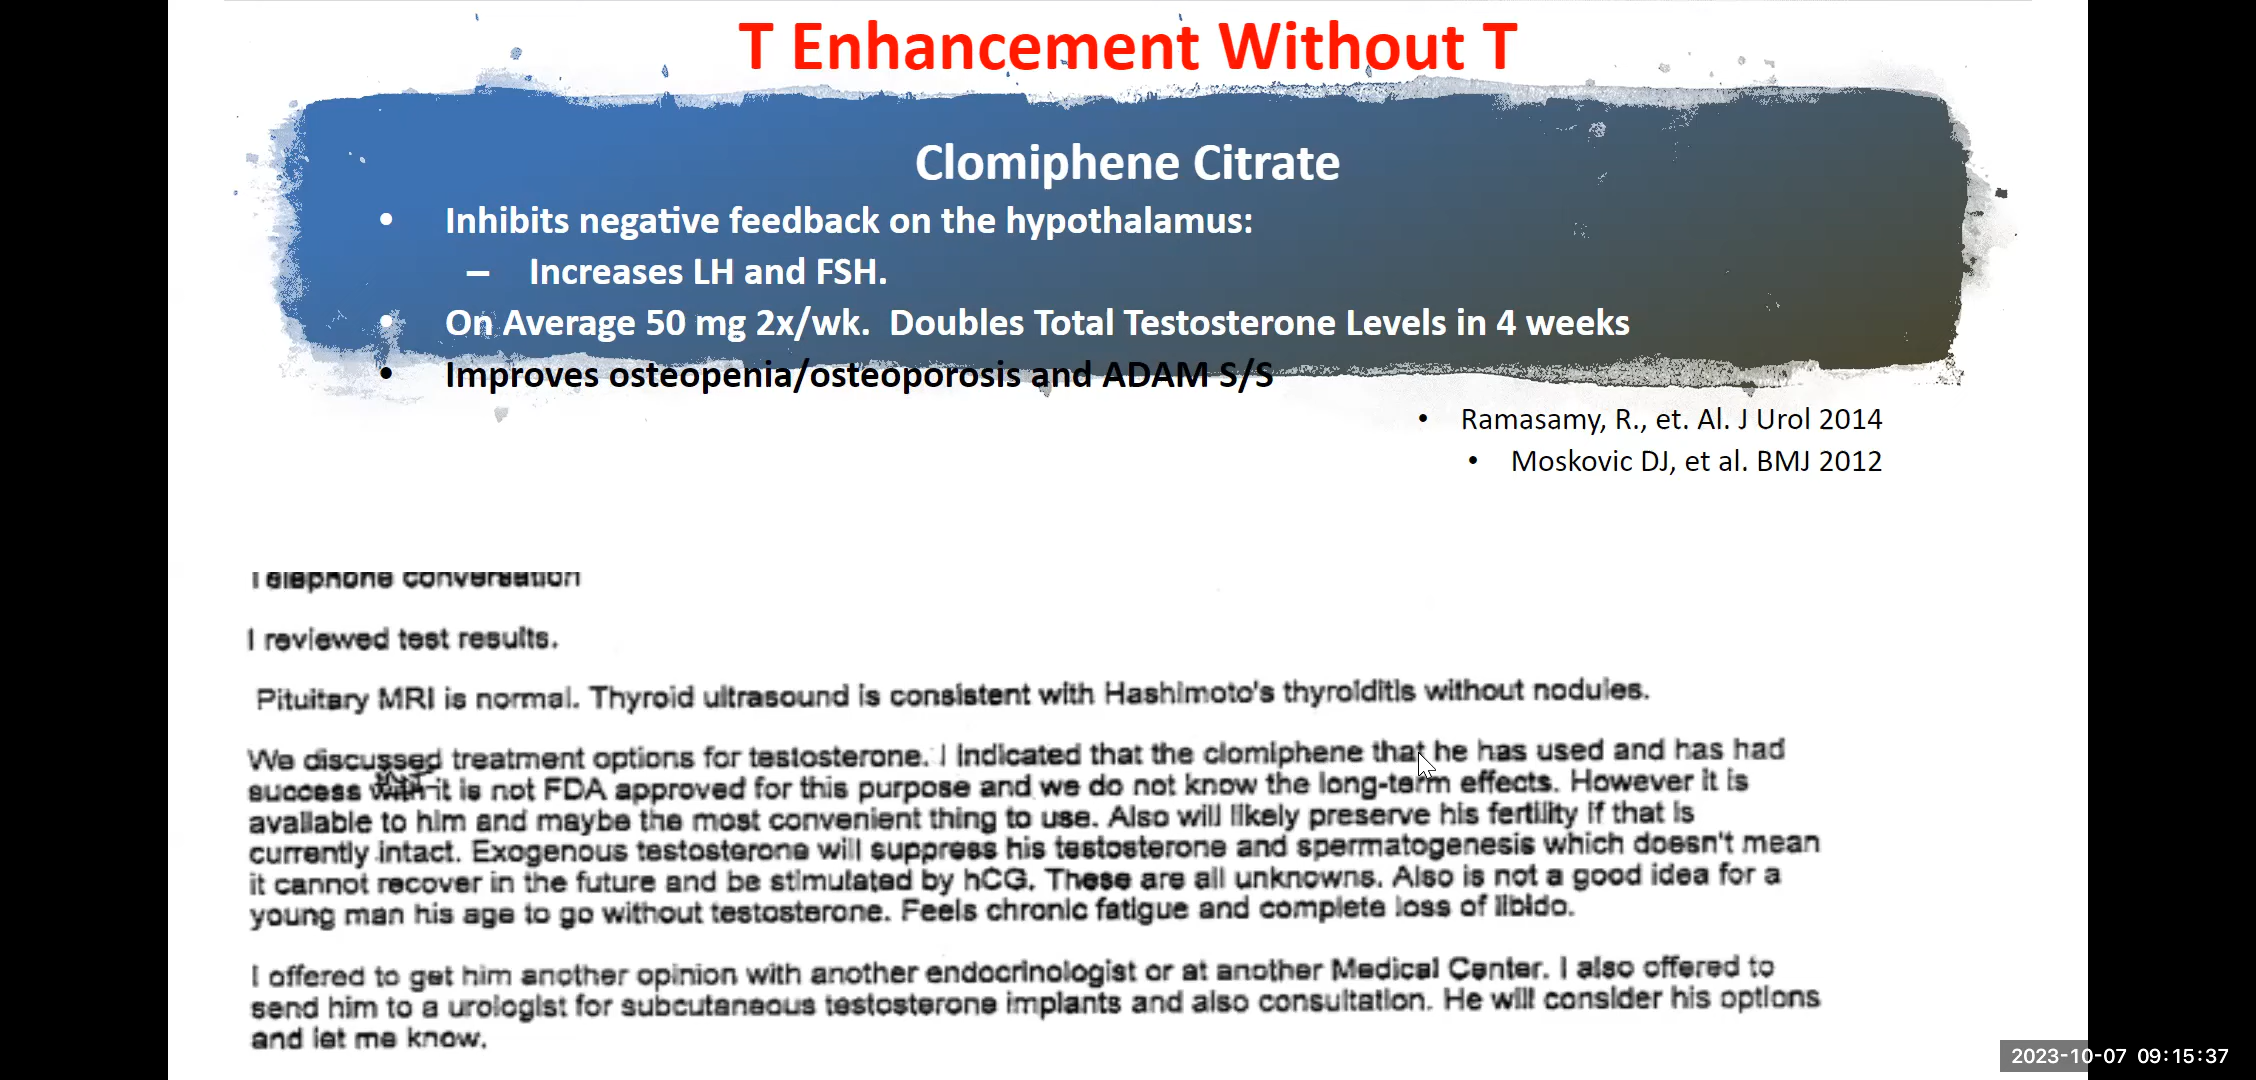 T Enhancement Without T
Clomiphene Citrate
• Inhibits negative feedback on the hypothalamus:
– Increases LH and FSH.
• On Average 50 mg 2x/wk. Doubles Total Testosterone Levels in 4 weeks
• Improves osteopenia/osteoporosis and ADAM S/S
• Ramasamy, R., et. Al. J Urol 2014
• Moskovic DJ, et al. BMJ 2012
Telephone conversation
I reviewed test results.
Pituitary MRI is normal. Thyroid ultrasound is consistent with Hashimoto's thyroiditis without nodules.
We discussed treatment options for testosterone. I indicated that the clomiphene that he has used and has had
success with it is not FDA approved for this purpose and we do not know the long-term effects. However it is
available to him and maybe the most convenient thing to use. Also will likely preserve his fertility if that is
currently intact. Exogenous testosterone will suppress his testosterone and spermatogenesis which doesn't mean
it cannot recover in the future and be stimulated by hCG. These are all unknowns. Also is not a good idea for a
young man his age to go without testosterone. Feels chronic fatigue and complete loss of libido.
I offered to get him another opinion with another endocrinologist or at another Medical Center. I also offered to
send him to a urologist for subcutaneous testosterone implants and also consultation. He will consider his options
and let me know.
2023-10-07 09:15:37